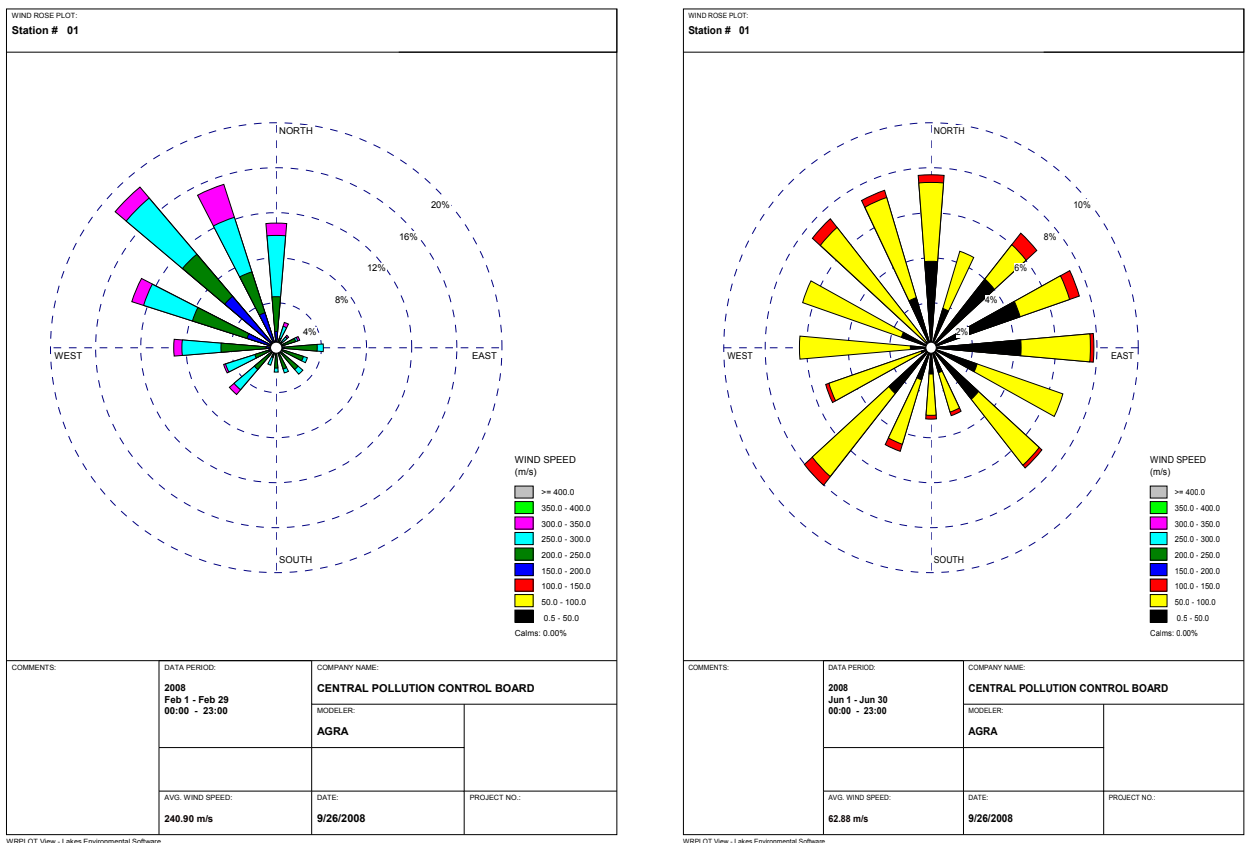 WIND ROSE PLOT:
Station # 01
NORTH
20%
16%
12%
8%
4%
WEST
EAST
SOUTH
WIND SPEED
(m/s)
>= 400.0
350.0 - 400.0
300.0 - 350.0
250.0 - 300.0
200.0 - 250.0
150.0 - 200.0
100.0 - 150.0
50.0 - 100.0
0.5 - 50.0
Calms: 0.00%
COMMENTS:
DATA PERIOD:
2008
Feb 1 - Feb 29
00:00 - 23:00
COMPANY NAME:
CENTRAL POLLUTION CONTROL BOARD
MODELER:
AGRA
AVG. WIND SPEED:
240.90 m/s
DATE:
9/26/2008
PROJECT NO.:
WRPLOT View - Lakes Environmental Software
WIND ROSE PLOT:
Station # 01
NORTH
10%
8%
6%
4%
2%
WEST
EAST
SOUTH
WIND SPEED
(m/s)
>= 400.0
350.0 - 400.0
300.0 - 350.0
250.0 - 300.0
200.0 - 250.0
150.0 - 200.0
100.0 - 150.0
50.0 - 100.0
0.5 - 50.0
Calms: 0.00%
COMMENTS:
DATA PERIOD:
2008
Jun 1 - Jun 30
00:00 - 23:00
COMPANY NAME:
CENTRAL POLLUTION CONTROL BOARD
MODELER:
AGRA
AVG. WIND SPEED:
62.88 m/s
DATE:
9/26/2008
PROJECT NO.:
WRPLOT View - Lakes Environmental Software